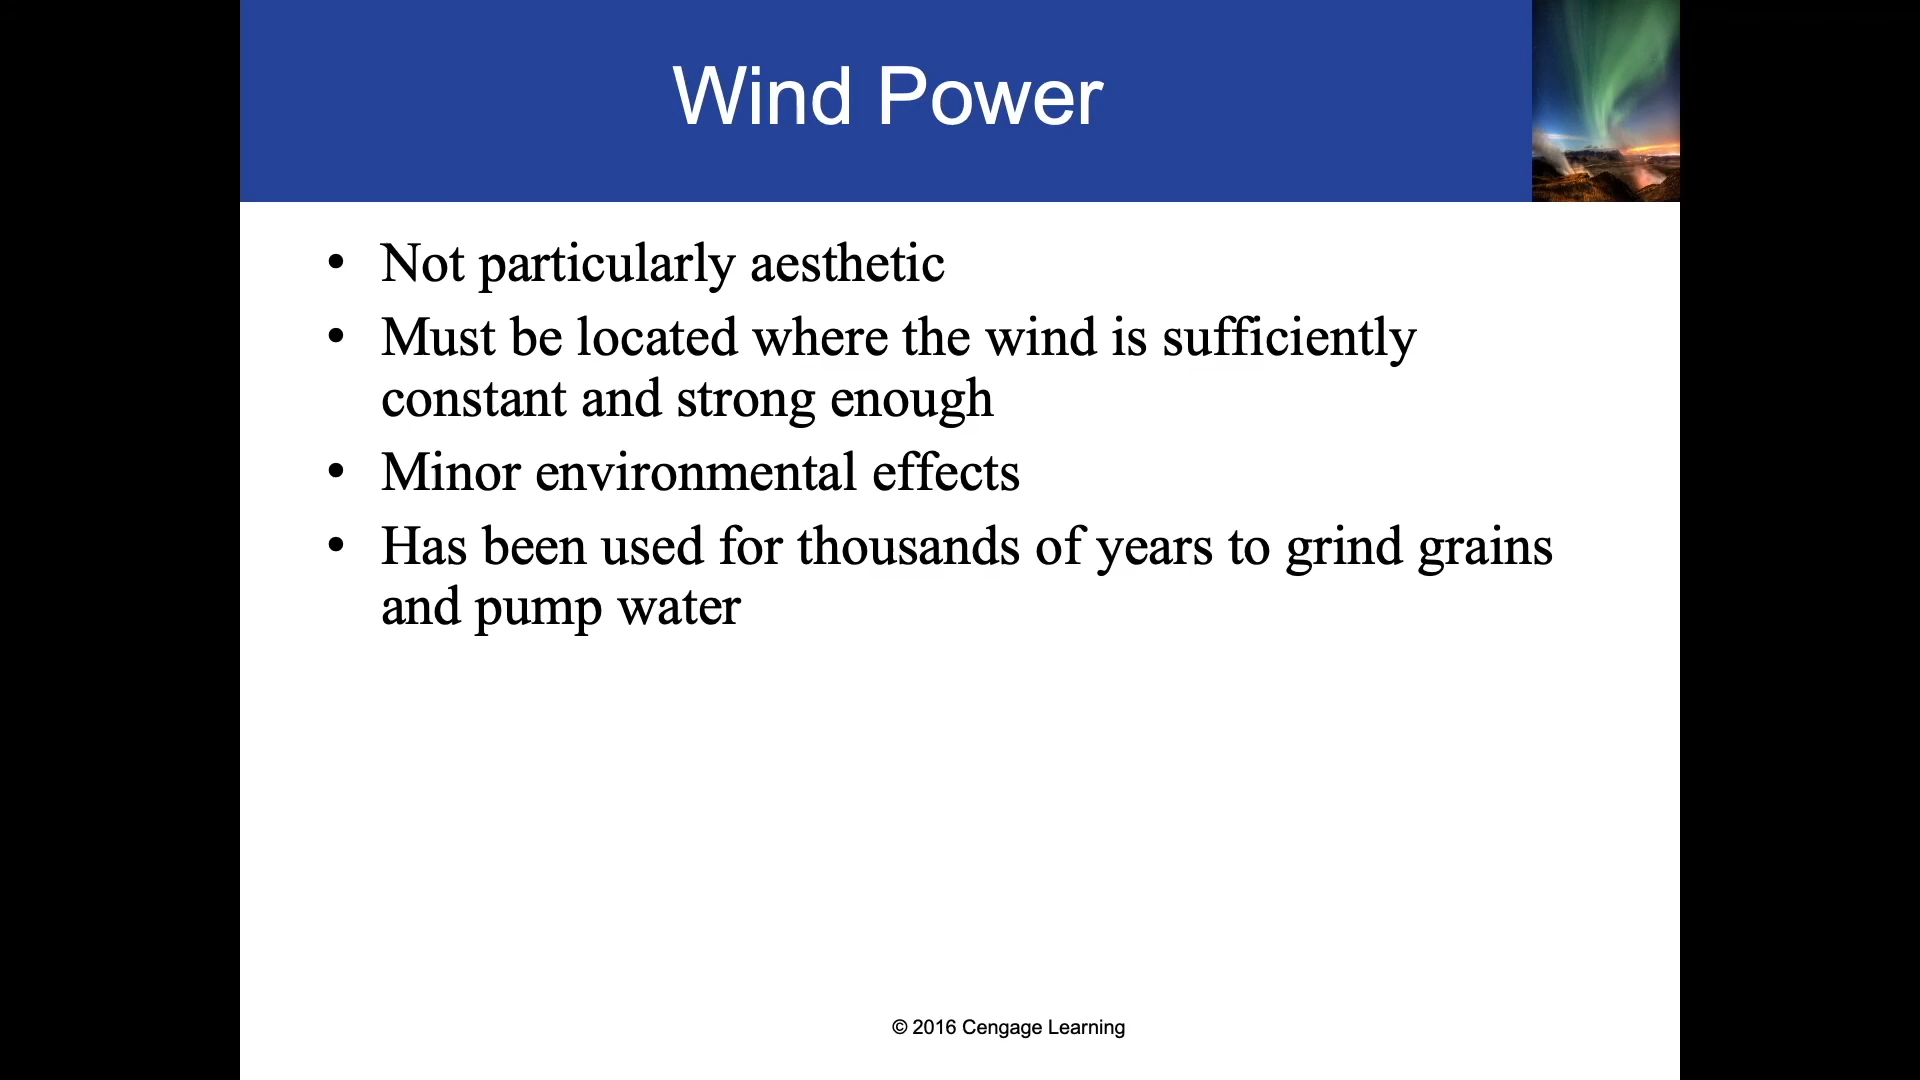 Wind Power
• Not particularly aesthetic
• Must be located where the wind is sufficiently
constant and strong enough
• Minor environmental effects
• Has been used for thousands of years to grind grains
and pump water
© 2016 Cengage Learning